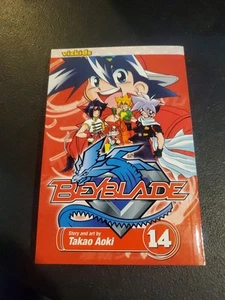 vizkids
BEYBLADE
Story and art by
Takao Aoki
14